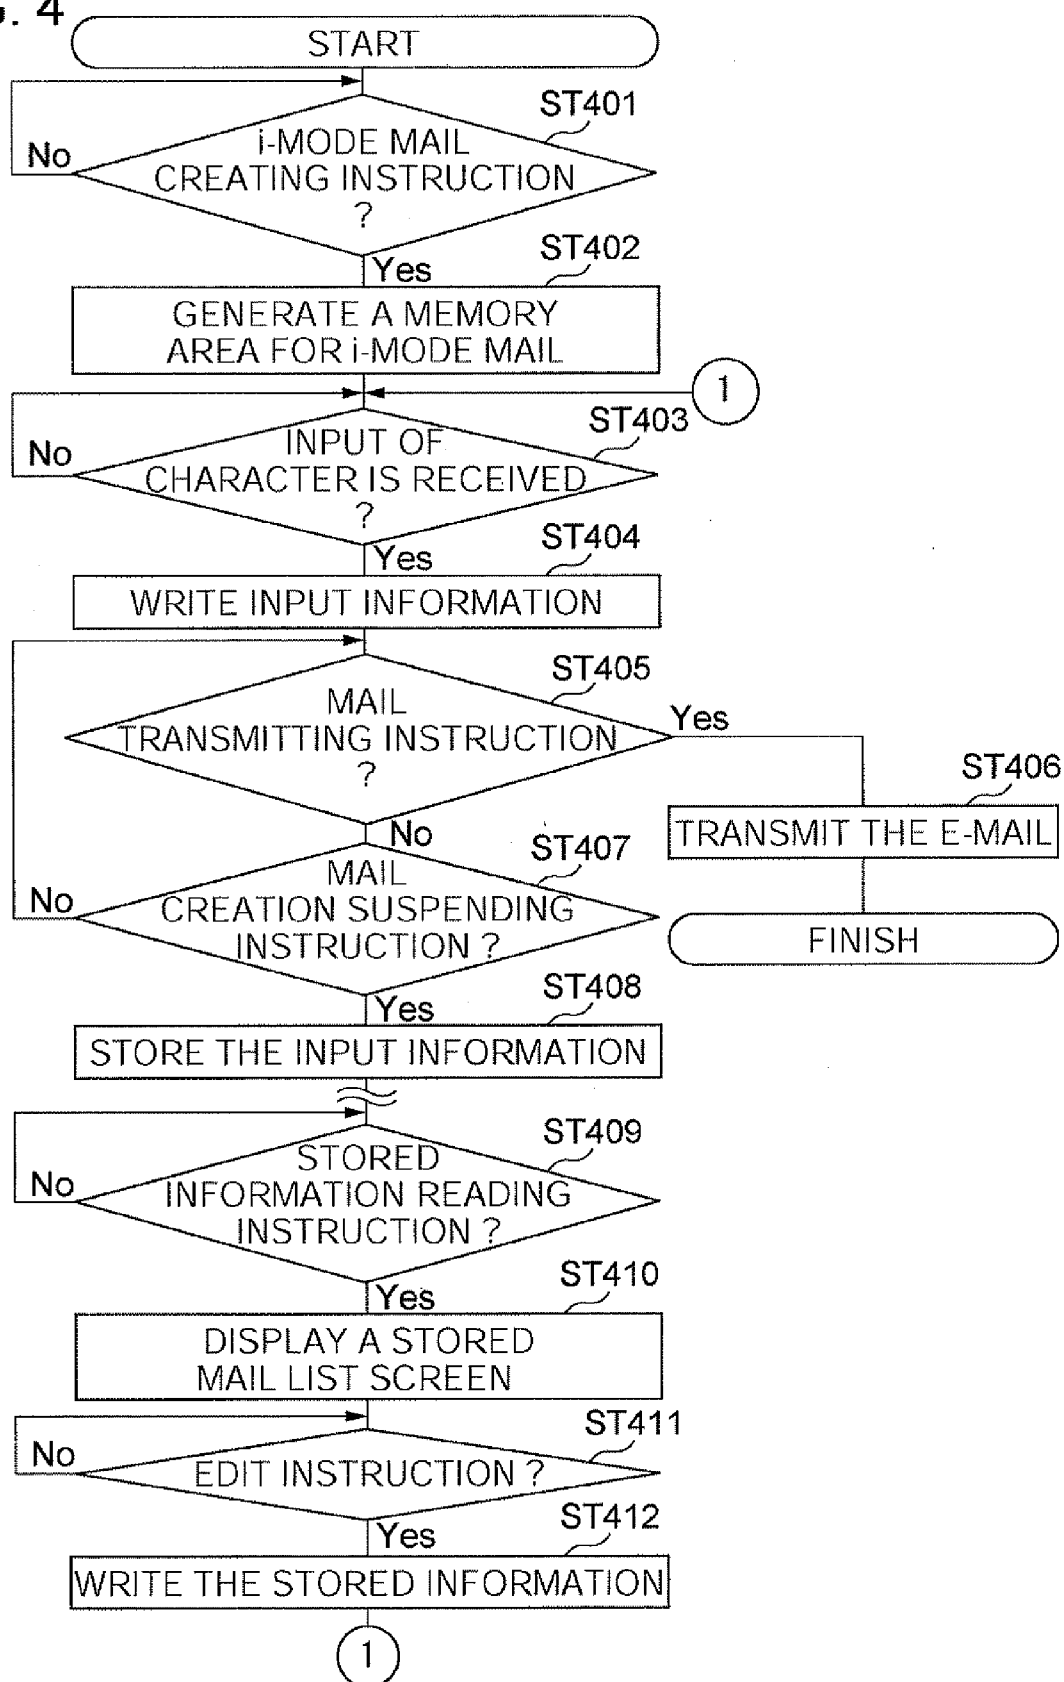 . 4
START
ST401
i-MODE MAIL
CREATING INSTRUCTION
?
No
Yes
ST402
GENERATE A MEMORY
AREA FOR i-MODE MAIL
1
ST403
INPUT OF
CHARACTER IS RECEIVED
?
No
Yes
ST404
WRITE INPUT INFORMATION
ST405
MAIL
TRANSMITTING INSTRUCTION
?
Yes
ST406
TRANSMIT THE E-MAIL
FINISH
No
ST407
MAIL
CREATION SUSPENDING
INSTRUCTION ?
No
Yes
ST408
STORE THE INPUT INFORMATION
ST409
STORED
INFORMATION READING
INSTRUCTION ?
No
Yes
ST410
DISPLAY A STORED
MAIL LIST SCREEN
ST411
EDIT INSTRUCTION ?
No
Yes
ST412
WRITE THE STORED INFORMATION
1